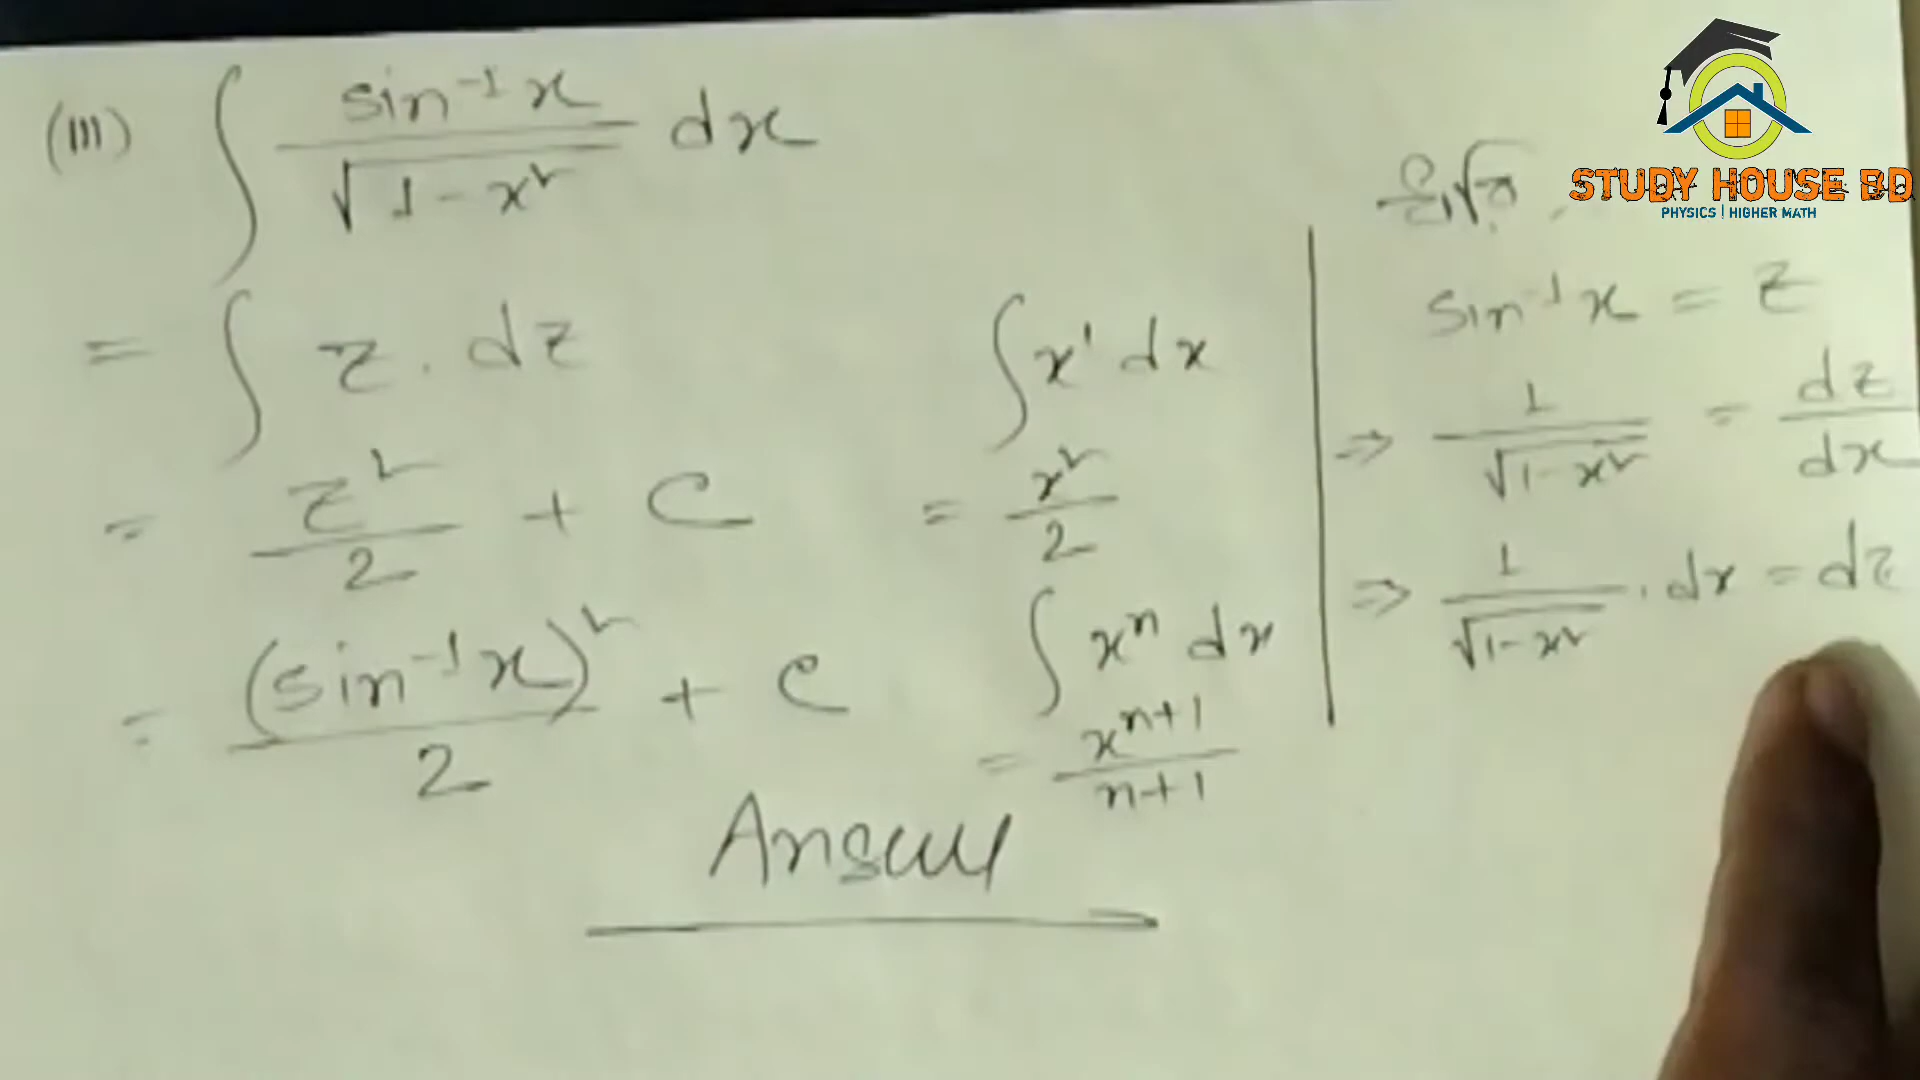 (III) ∫ sin⁻¹x / √1-x² dx
= ∫ z. dz
= z²/2 + c
= (sin⁻¹x)²/2 + c
∫ x¹ dx
= x²/2
∫ xⁿ dx
= xⁿ⁺¹/n+1
Answer
ধরি,
sin⁻¹x = z
⇒ 1/√1-x² = dz/dx
⇒ 1/√1-x² . dx = dz
STUDY HOUSE BD
PHYSICS | HIGHER MATH